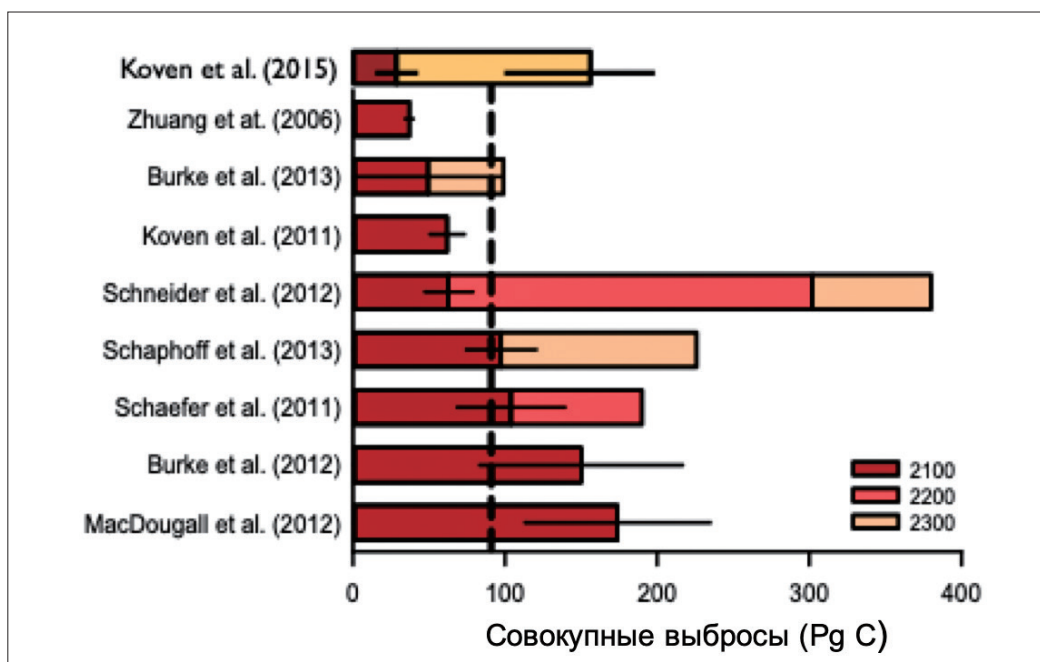 Koven et al. (2015)
Zhuang et at. (2006)
Burke et al. (2013)
Koven et al. (2011)
Schneider et al. (2012)
Schaphoff et al. (2013)
Schaefer et al. (2011)
Burke et al. (2012)
MacDougall et al. (2012)
2100
2200
2300
0 100 200 300 400
Совокупные выбросы (Pg C)